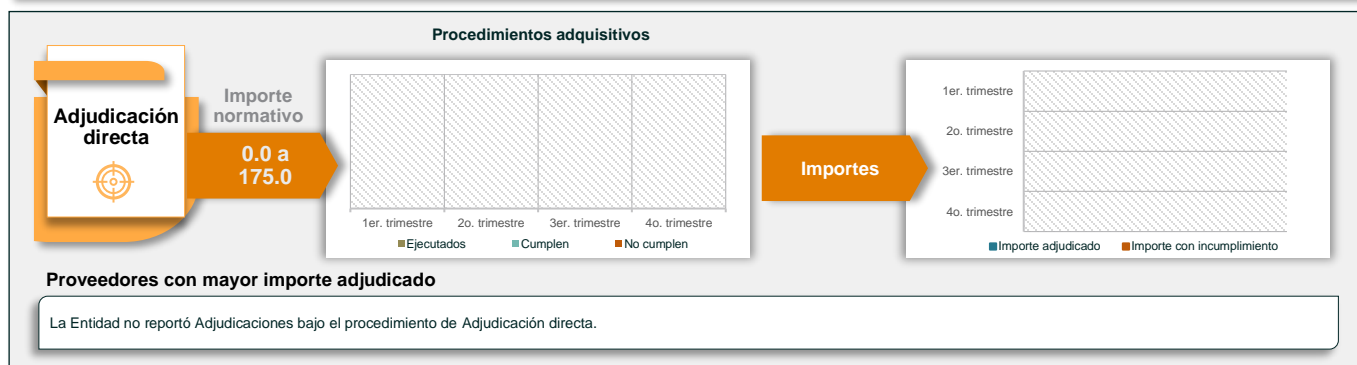 Procedimientos adquisitivos
Adjudicación
directa
Importe
normativo
0.0 a
175.0
1er. trimestre
2o. trimestre
3er. trimestre
4o. trimestre
Ejecutados
Cumplen
No cumplen
Importes
1er. trimestre
2o. trimestre
3er. trimestre
4o. trimestre
Importe adjudicado
Importe con incumplimiento
Proveedores con mayor importe adjudicado
La Entidad no reportó Adjudicaciones bajo el procedimiento de Adjudicación directa.